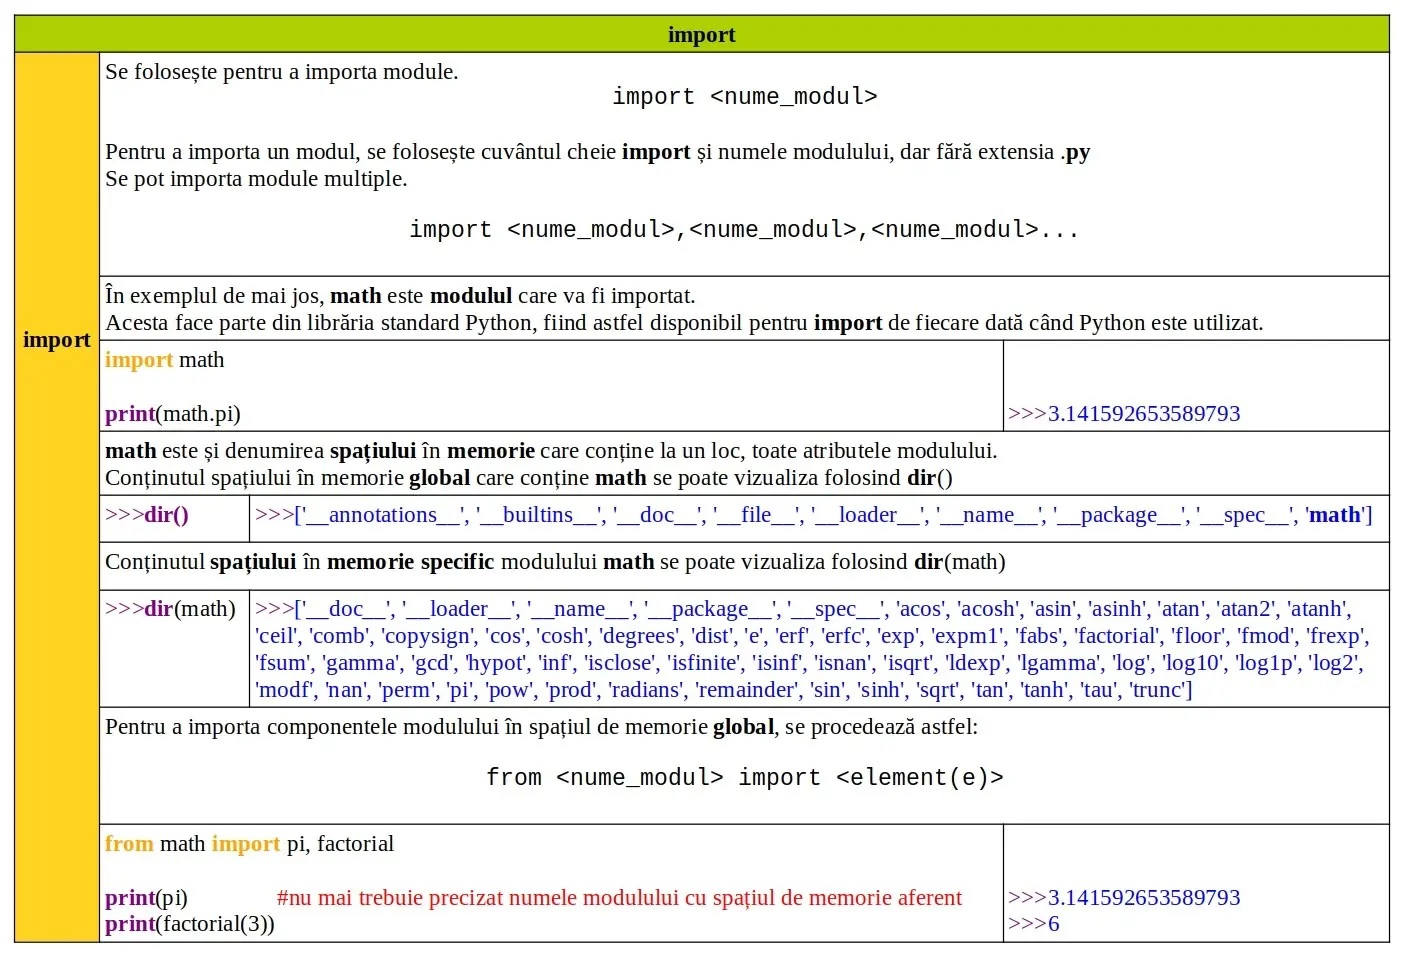 import
import
Se folosește pentru a importa module.
import <nume_modul>
Pentru a importa un modul, se folosește cuvântul cheie import și numele modulului, dar fără extensia .py
Se pot importa module multiple.
import <nume_modul>,<nume_modul>,<nume_modul>...
În exemplul de mai jos, math este modulul care va fi importat.
Acesta face parte din librăria standard Python, fiind astfel disponibil pentru import de fiecare dată când Python este utilizat.
import math
print(math.pi)
>>>3.141592653589793
math este și denumirea spațiului în memorie care conține la un loc, toate atributele modulului.
Conținutul spațiului în memorie global care conține math se poate vizualiza folosind dir()
>>>dir()
>>>['__annotations__', '__builtins__', '__doc__', '__file__', '__loader__', '__name__', '__package__', '__spec__', 'math']
Conținutul spațiului în memorie specific modulului math se poate vizualiza folosind dir(math)
>>>dir(math)
>>>['__doc__', '__loader__', '__name__', '__package__', '__spec__', 'acos', 'acosh', 'asin', 'asinh', 'atan', 'atan2', 'atanh',
'ceil', 'comb', 'copysign', 'cos', 'cosh', 'degrees', 'dist', 'e', 'erf', 'erfc', 'exp', 'expm1', 'fabs', 'factorial', 'floor', 'fmod', 'frexp',
'fsum', 'gamma', 'gcd', 'hypot', 'inf', 'isclose', 'isfinite', 'isinf', 'isnan', 'isqrt', 'ldexp', 'lgamma', 'log', 'log10', 'log1p', 'log2',
'modf', 'nan', 'perm', 'pi', 'pow', 'prod', 'radians', 'remainder', 'sin', 'sinh', 'sqrt', 'tan', 'tanh', 'tau', 'trunc']
Pentru a importa componentele modulului în spațiul de memorie global, se procedează astfel:
from <nume_modul> import <element(e)>
from math import pi, factorial
print(pi) #nu mai trebuie precizat numele modulului cu spațiul de memorie aferent
print(factorial(3))
>>>3.141592653589793
>>>6